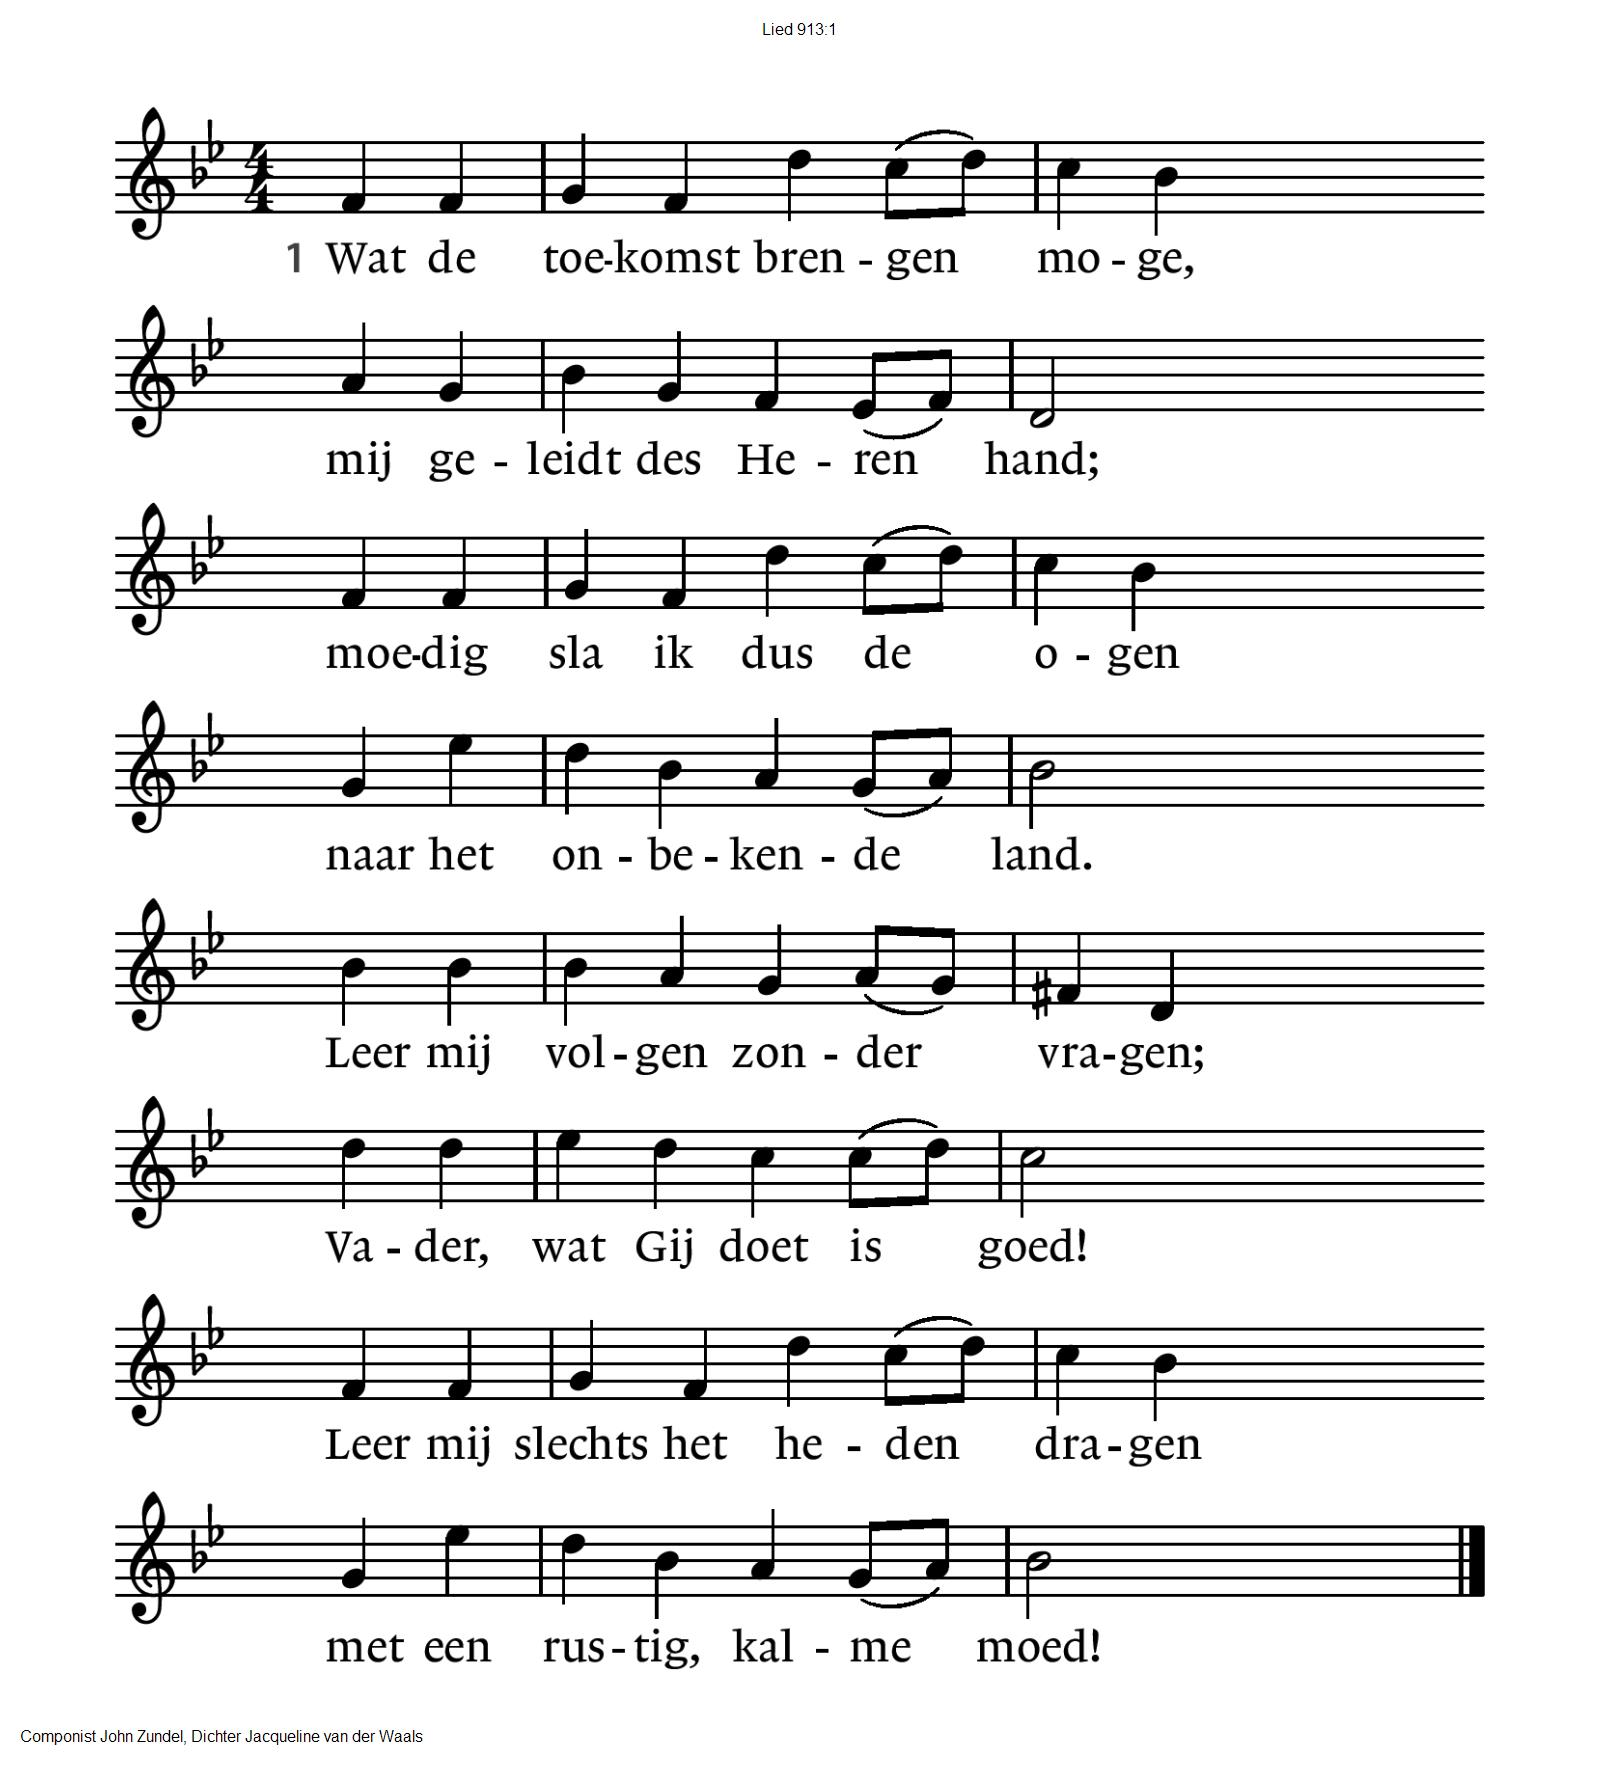 Lied 913:1
4
4
1 Wat de toe-komst bren - gen mo - ge,
mij ge - leidt des He - ren hand;
moe-dig sla ik dus de o - gen
naar het on - be - ken - de land.
Leer mij vol - gen zon - der vra-gen;
Va - der, wat Gij doet is goed!
Leer mij slechts het he - den dra-gen
met een rus-tig, kal - me moed!
Componist John Zundel, Dichter Jacqueline van der Waals